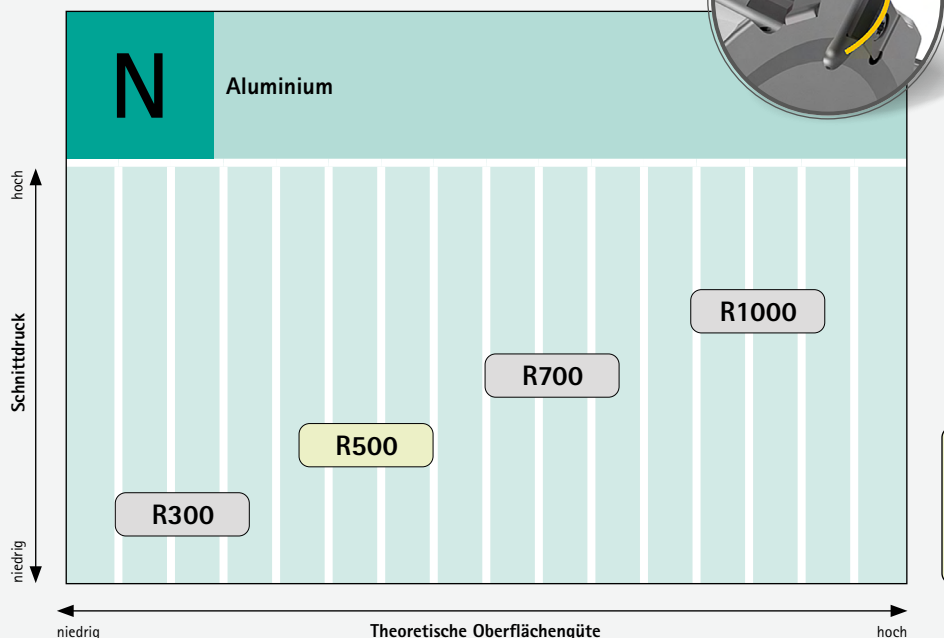 N
Aluminium
hoch
Schnittdruck
niedrig
R1000
R700
R500
R300
niedrig
Theoretische Oberflächengüte
hoch